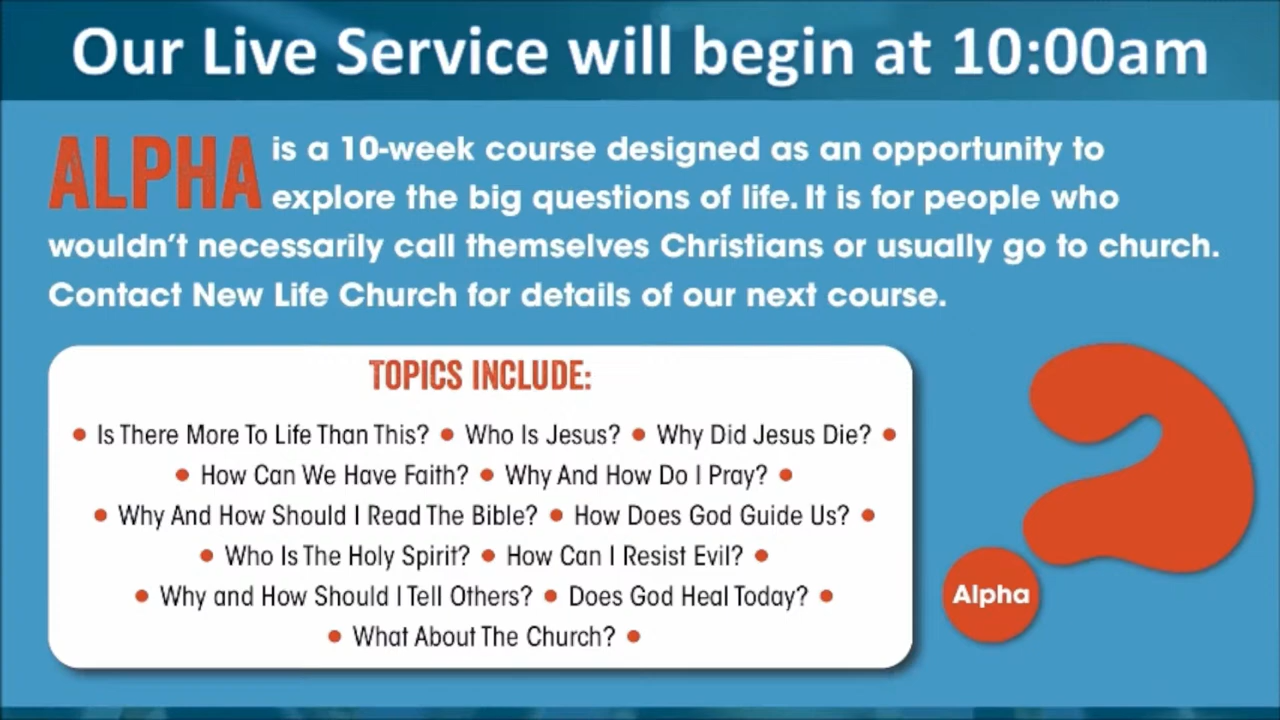 Our Live Service will begin at 10:00am
ALPHA is a 10-week course designed as an opportunity to
explore the big questions of life. It is for people who
wouldn't necessarily call themselves Christians or usually go to church.
Contact New Life Church for details of our next course.
TOPICS INCLUDE:
• Is There More To Life Than This? • Who Is Jesus? • Why Did Jesus Die? •
• How Can We Have Faith? • Why And How Do I Pray? •
• Why And How Should I Read The Bible? • How Does God Guide Us? •
• Who Is The Holy Spirit? • How Can I Resist Evil? •
• Why and How Should I Tell Others? • Does God Heal Today? •
• What About The Church? •
Alpha